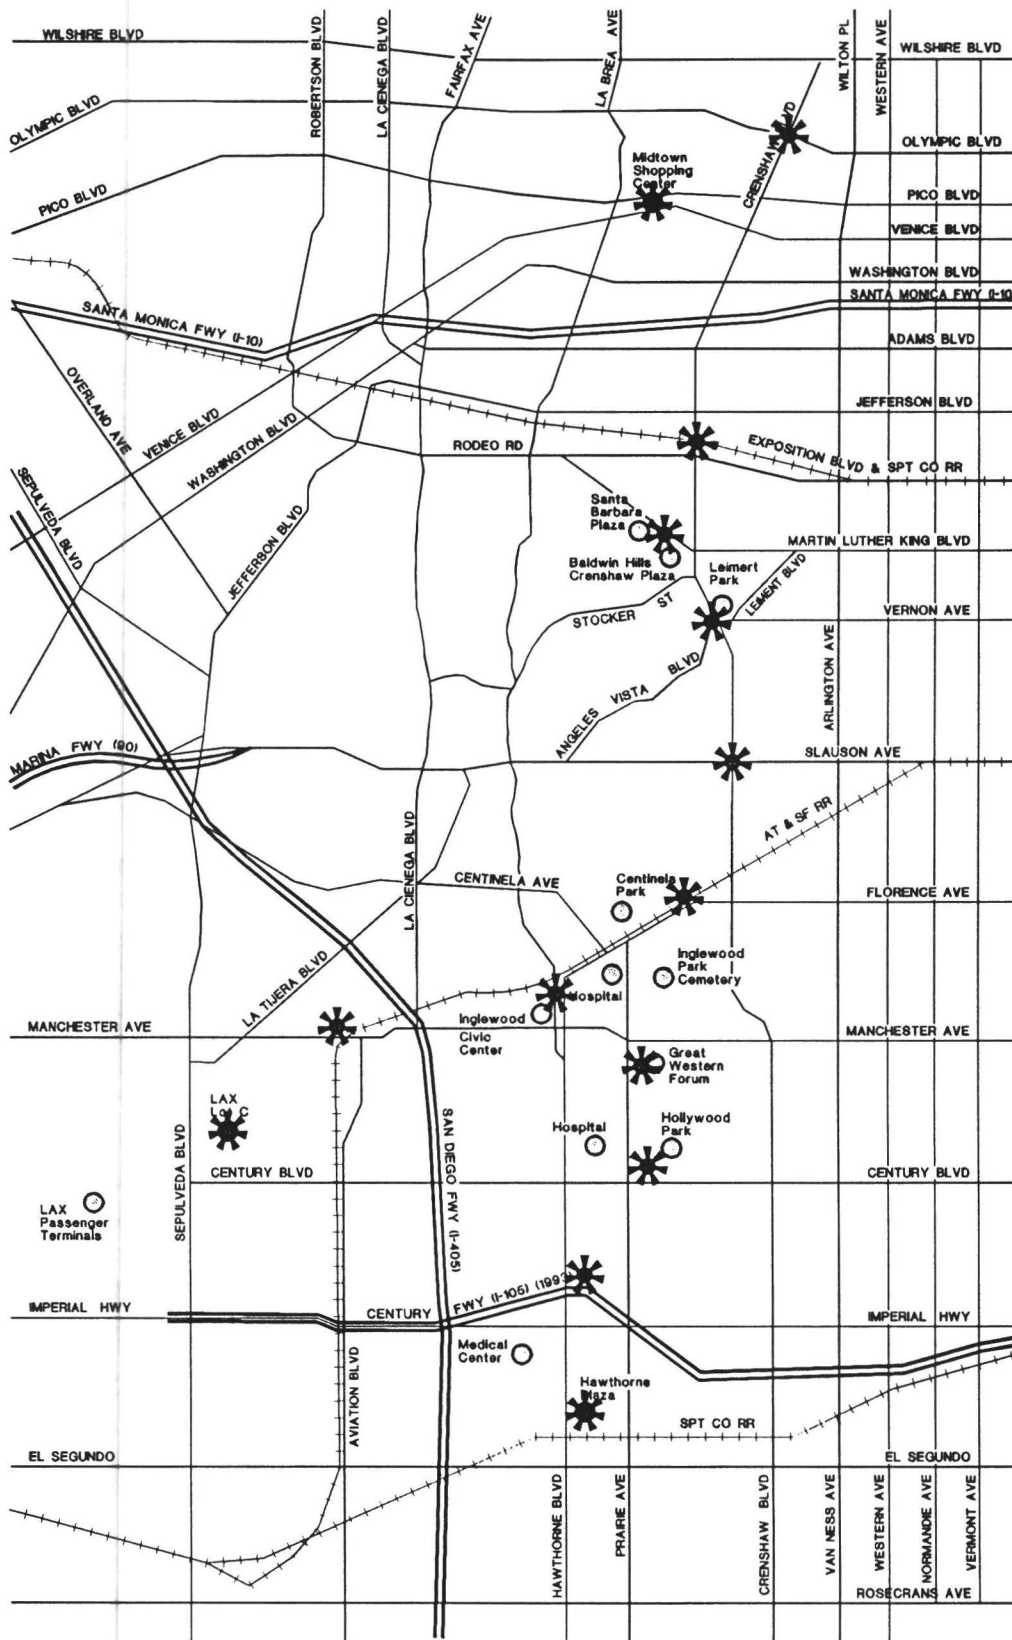 WILSHIRE BLVD
ROBERTSON BLVD
LA CIENEGA BLVD
FAIRFAX AVE
LA BREA AVE
WILTON PL
WESTERN AVE
WILSHIRE BLVD
OLYMPIC BLVD
CRENSHAW BLVD
OLYMPIC BLVD
Midtown
Shopping
Center
PICO BLVD
PICO BLVD
VENICE BLVD
WASHINGTON BLVD
SANTA MONICA FWY (I-10
SANTA MONICA FWY (I-10)
ADAMS BLVD
OVERLAND AVE
VENICE BLVD
WASHINGTON BLVD
JEFFERSON BLVD
RODEO RD
EXPOSITION BLVD & SPT CO RR
SEPULVEDA BLVD
JEFFERSON BLVD
Santa
Barbara
Plaza
MARTIN LUTHER KING BLVD
Baldwin Hills
Crenshaw Plaza
Leimert
Park
LEIMENT BLVD
STOCKER ST
VERNON AVE
ANGELES VISTA BLVD
ARLINGTON AVE
MARINA FWY (90)
SLAUSON AVE
AT & SF RR
LA CIENEGA BLVD
CENTINELA AVE
Centinela
Park
FLORENCE AVE
LA TIJERA BLVD
Inglewood
Park
Cemetery
Hospital
MANCHESTER AVE
Inglewood
Civic
Center
MANCHESTER AVE
Great
Western
Forum
LAX
Lot C
Hospital
Hollywood
Park
SEPULVEDA BLVD
CENTURY BLVD
SAN DIEGO FWY (I-405)
CENTURY BLVD
LAX
Passenger
Terminals
IMPERIAL HWY
CENTURY FWY (I-105) (1993)
IMPERIAL HWY
Medical
Center
AVIATION BLVD
Hawthorne
Plaza
SPT CO RR
EL SEGUNDO
EL SEGUNDO
HAWTHORNE BLVD
PRAIRIE AVE
CRENSHAW BLVD
VAN NESS AVE
WESTERN AVE
NORMANDIE AVE
VERMONT AVE
ROSECRANS AVE